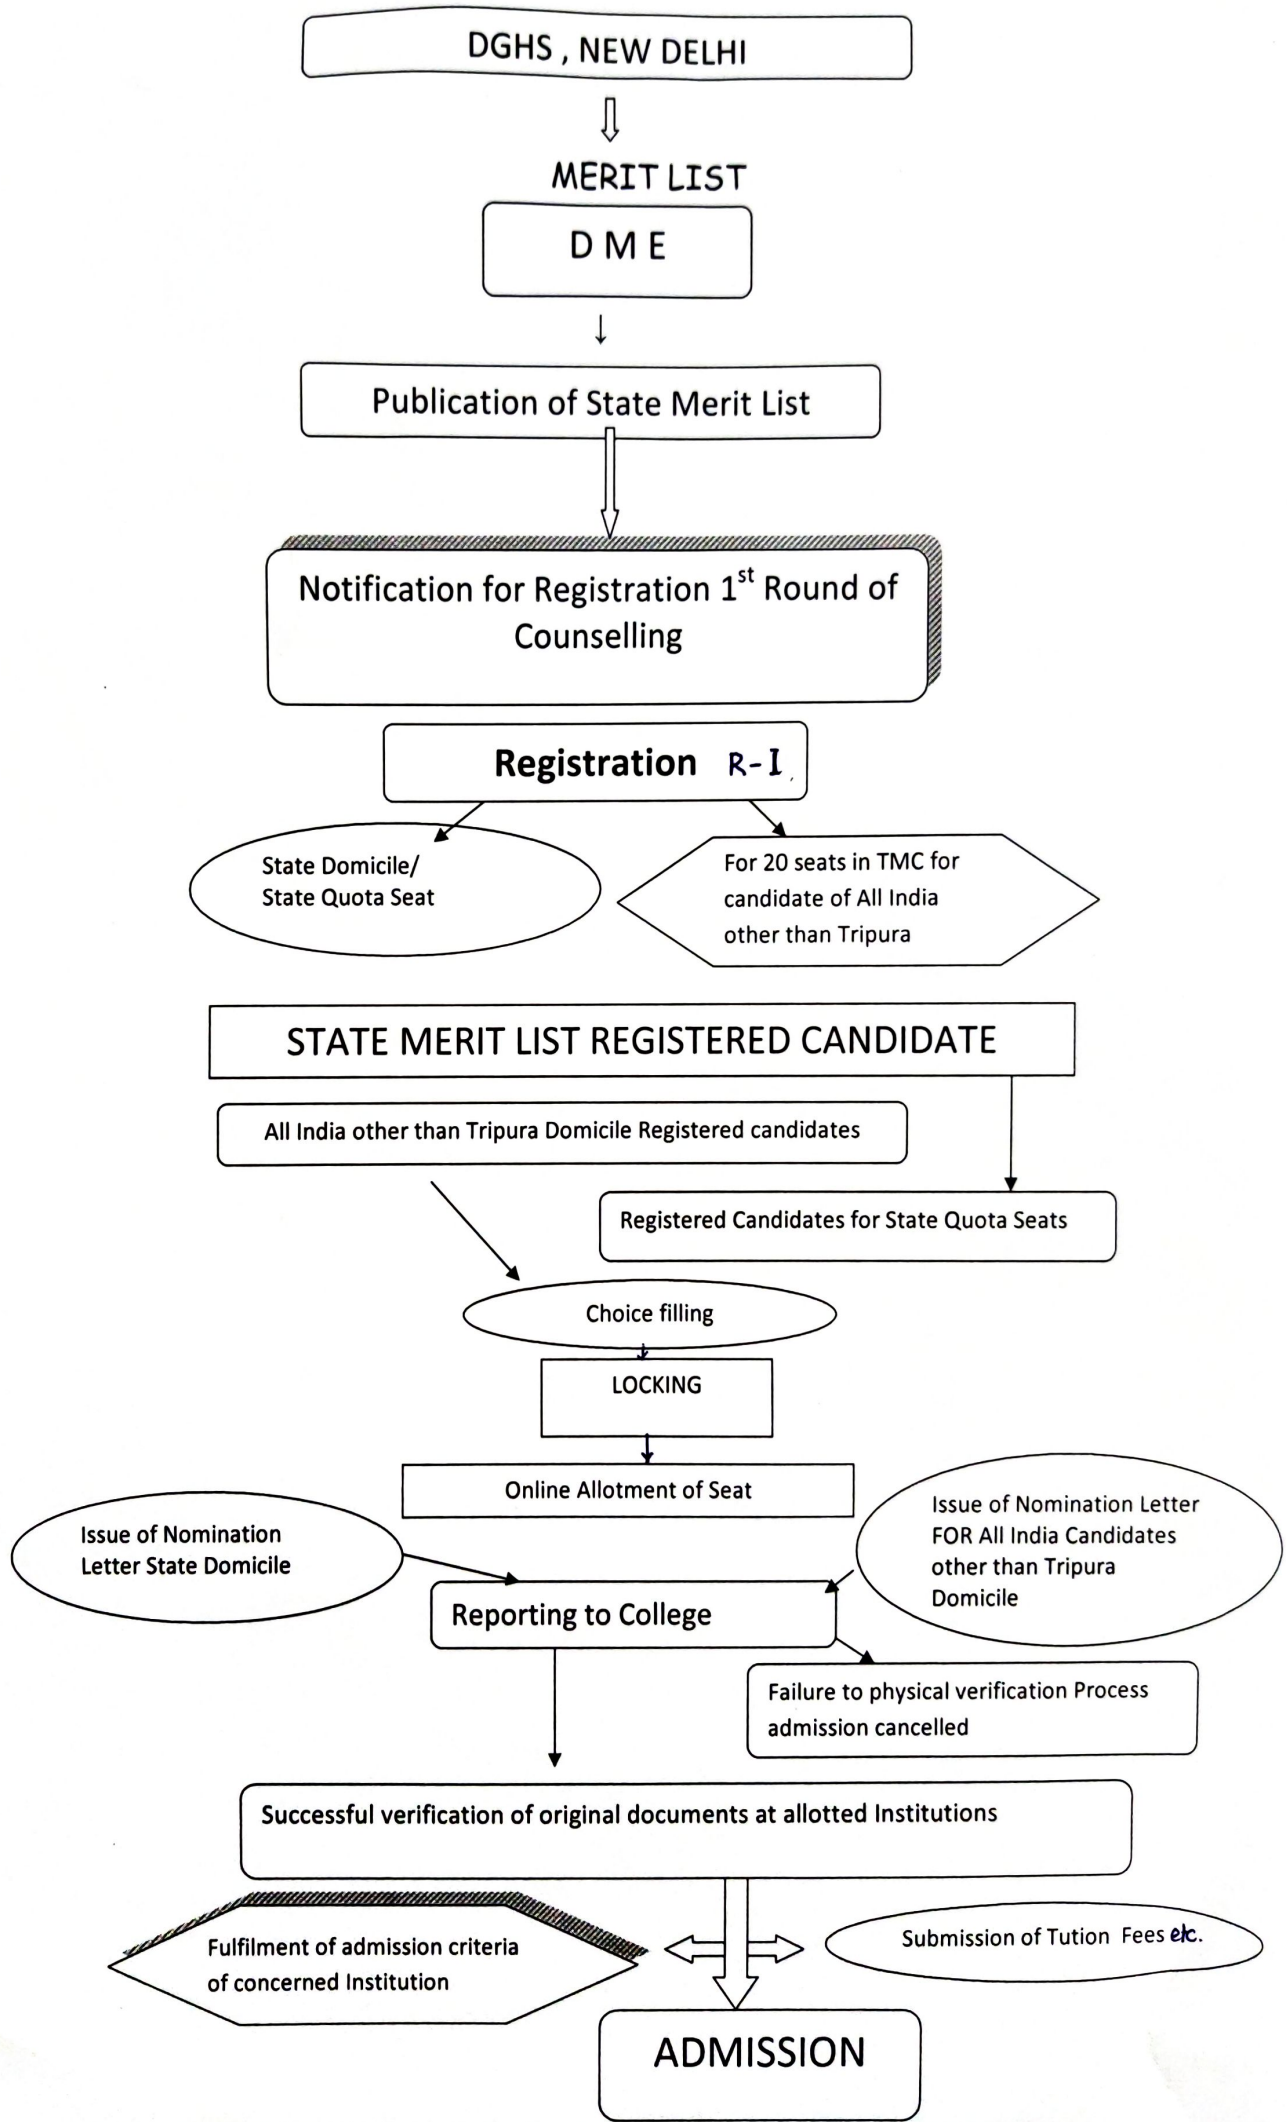 DGHS , NEW DELHI
MERIT LIST
D M E
Publication of State Merit List
Notification for Registration 1st Round of
Counselling
Registration R-I
State Domicile/
State Quota Seat
For 20 seats in TMC for
candidate of All India
other than Tripura
STATE MERIT LIST REGISTERED CANDIDATE
All India other than Tripura Domicile Registered candidates
Registered Candidates for State Quota Seats
Choice filling
LOCKING
Online Allotment of Seat
Issue of Nomination
Letter State Domicile
Issue of Nomination Letter
FOR All India Candidates
other than Tripura
Domicile
Reporting to College
Failure to physical verification Process
admission cancelled
Successful verification of original documents at allotted Institutions
Fulfilment of admission criteria
of concerned Institution
Submission of Tution Fees etc.
ADMISSION